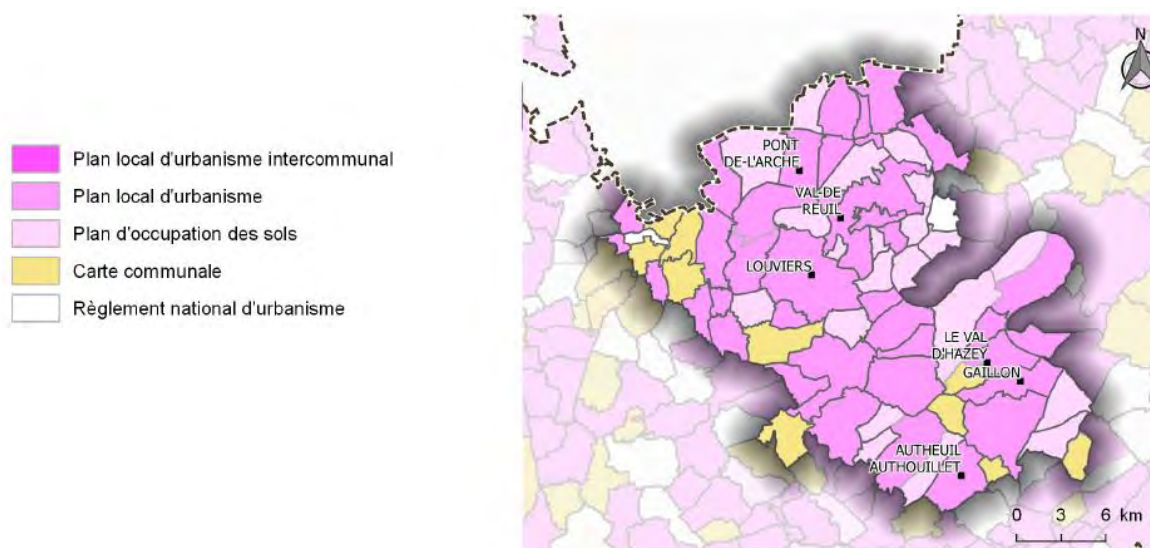 Plan local d'urbanisme intercommunal
Plan local d'urbanisme
Plan d'occupation des sols
Carte communale
Règlement national d'urbanisme
N
PONT
DE-L'ARCHE
VAL-DE
REUIL
LOUVIERS
LE VAL
D'HAZEY
GAILLON
AUTHEUIL
AUTHOUILLET
0 3 6 km